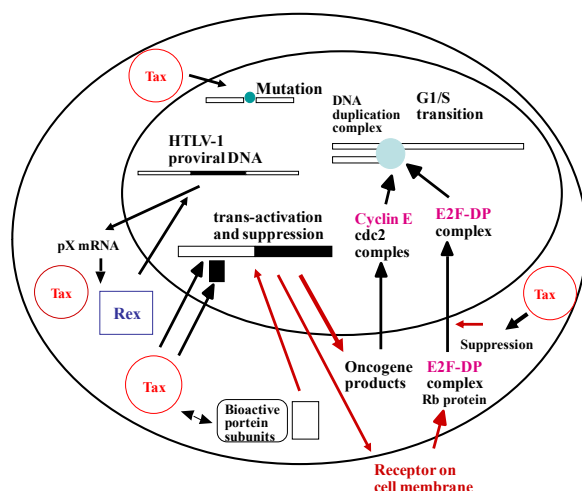 Tax
Mutation
DNA
duplication
complex
G1/S
transition
HTLV-1
proviral DNA
trans-activation
and suppression
Cyclin E
cdc2
comples
E2F-DP
complex
pX mRNA
Tax
Rex
Tax
Suppression
Tax
Bioactive
portein
subunits
Oncogene
products
E2F-DP
complex
Rb protein
Receptor on
cell membrane